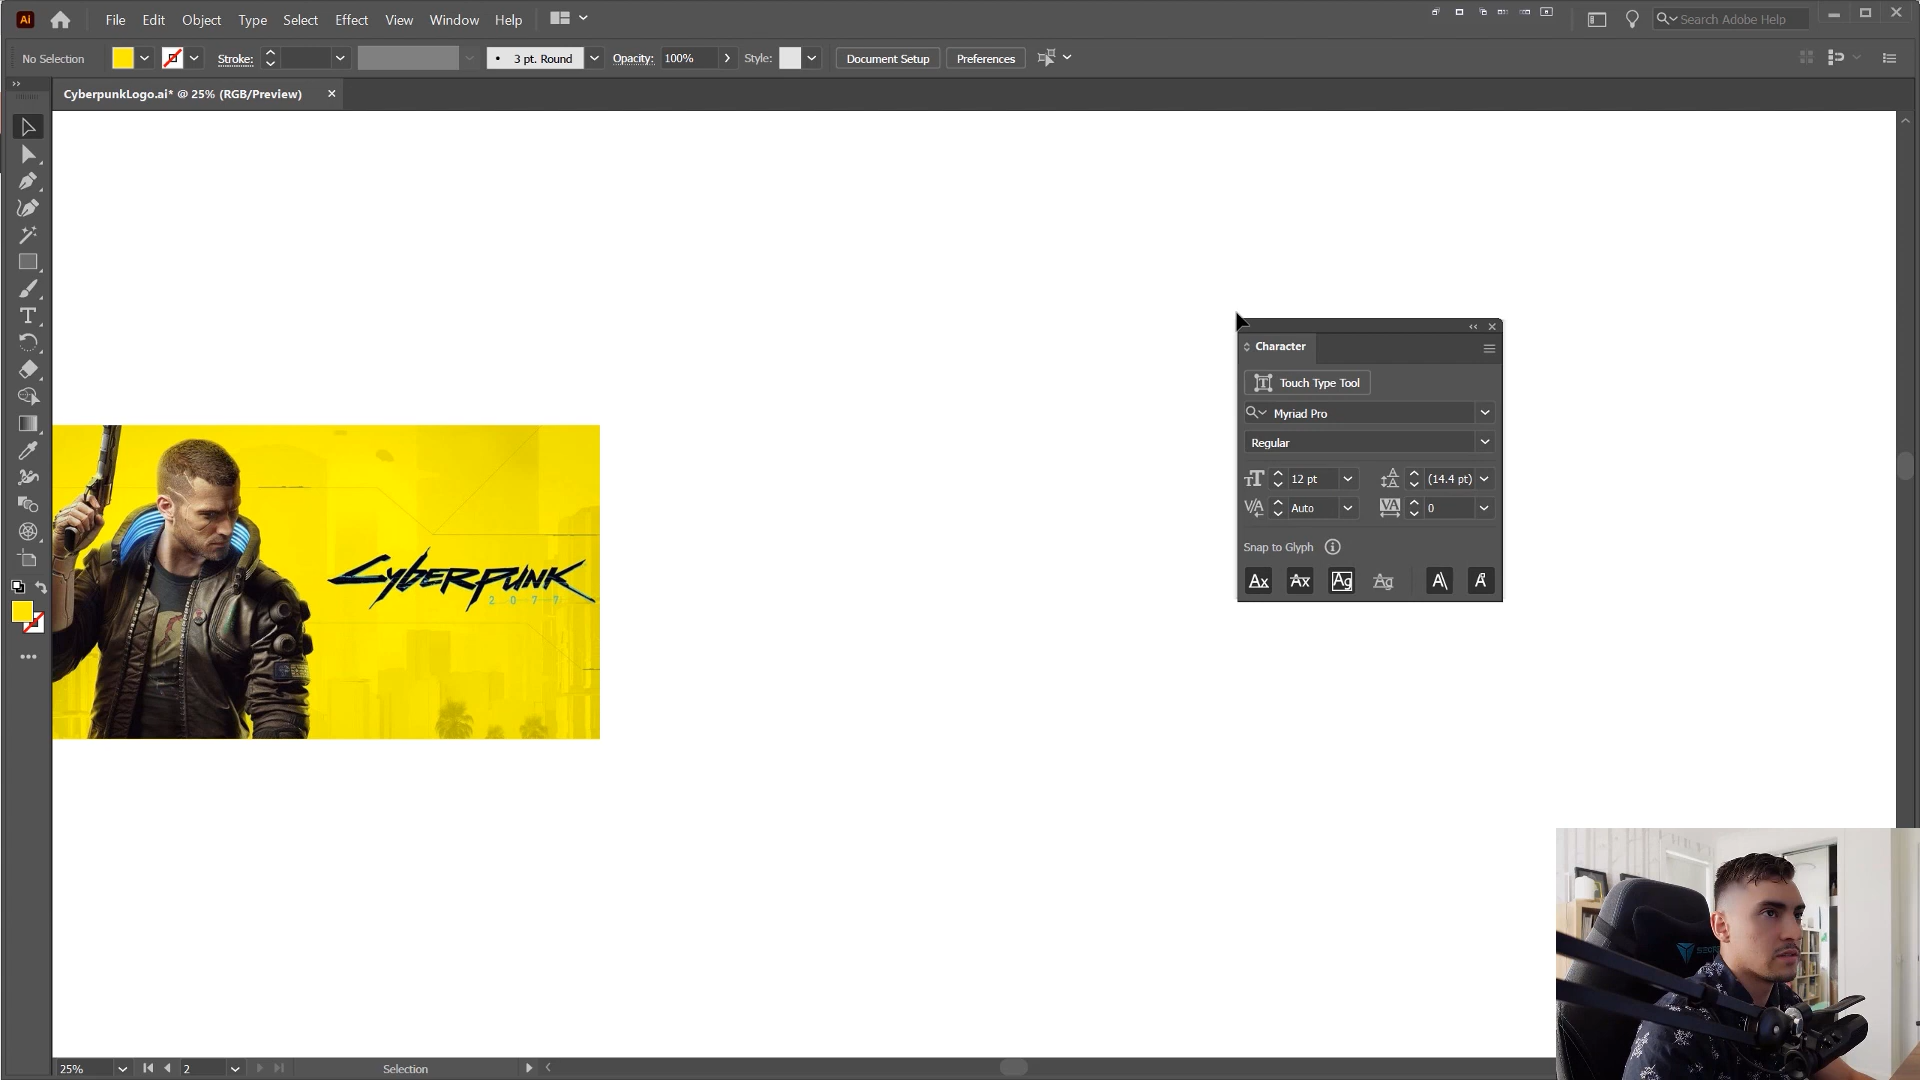 Ai File Edit Object Type Select Effect View Window Help
Search Adobe Help
No Selection Stroke: 3 pt. Round Opacity: 100% Style: Document Setup Preferences
CyberpunkLogo.ai* @ 25% (RGB/Preview)
Character
Touch Type Tool
Myriad Pro
Regular
12 pt (14.4 pt)
Auto 0
Snap to Glyph
Ax Ax Ag Ag A A
CYBERPUNK
2077
25% 2 Selection